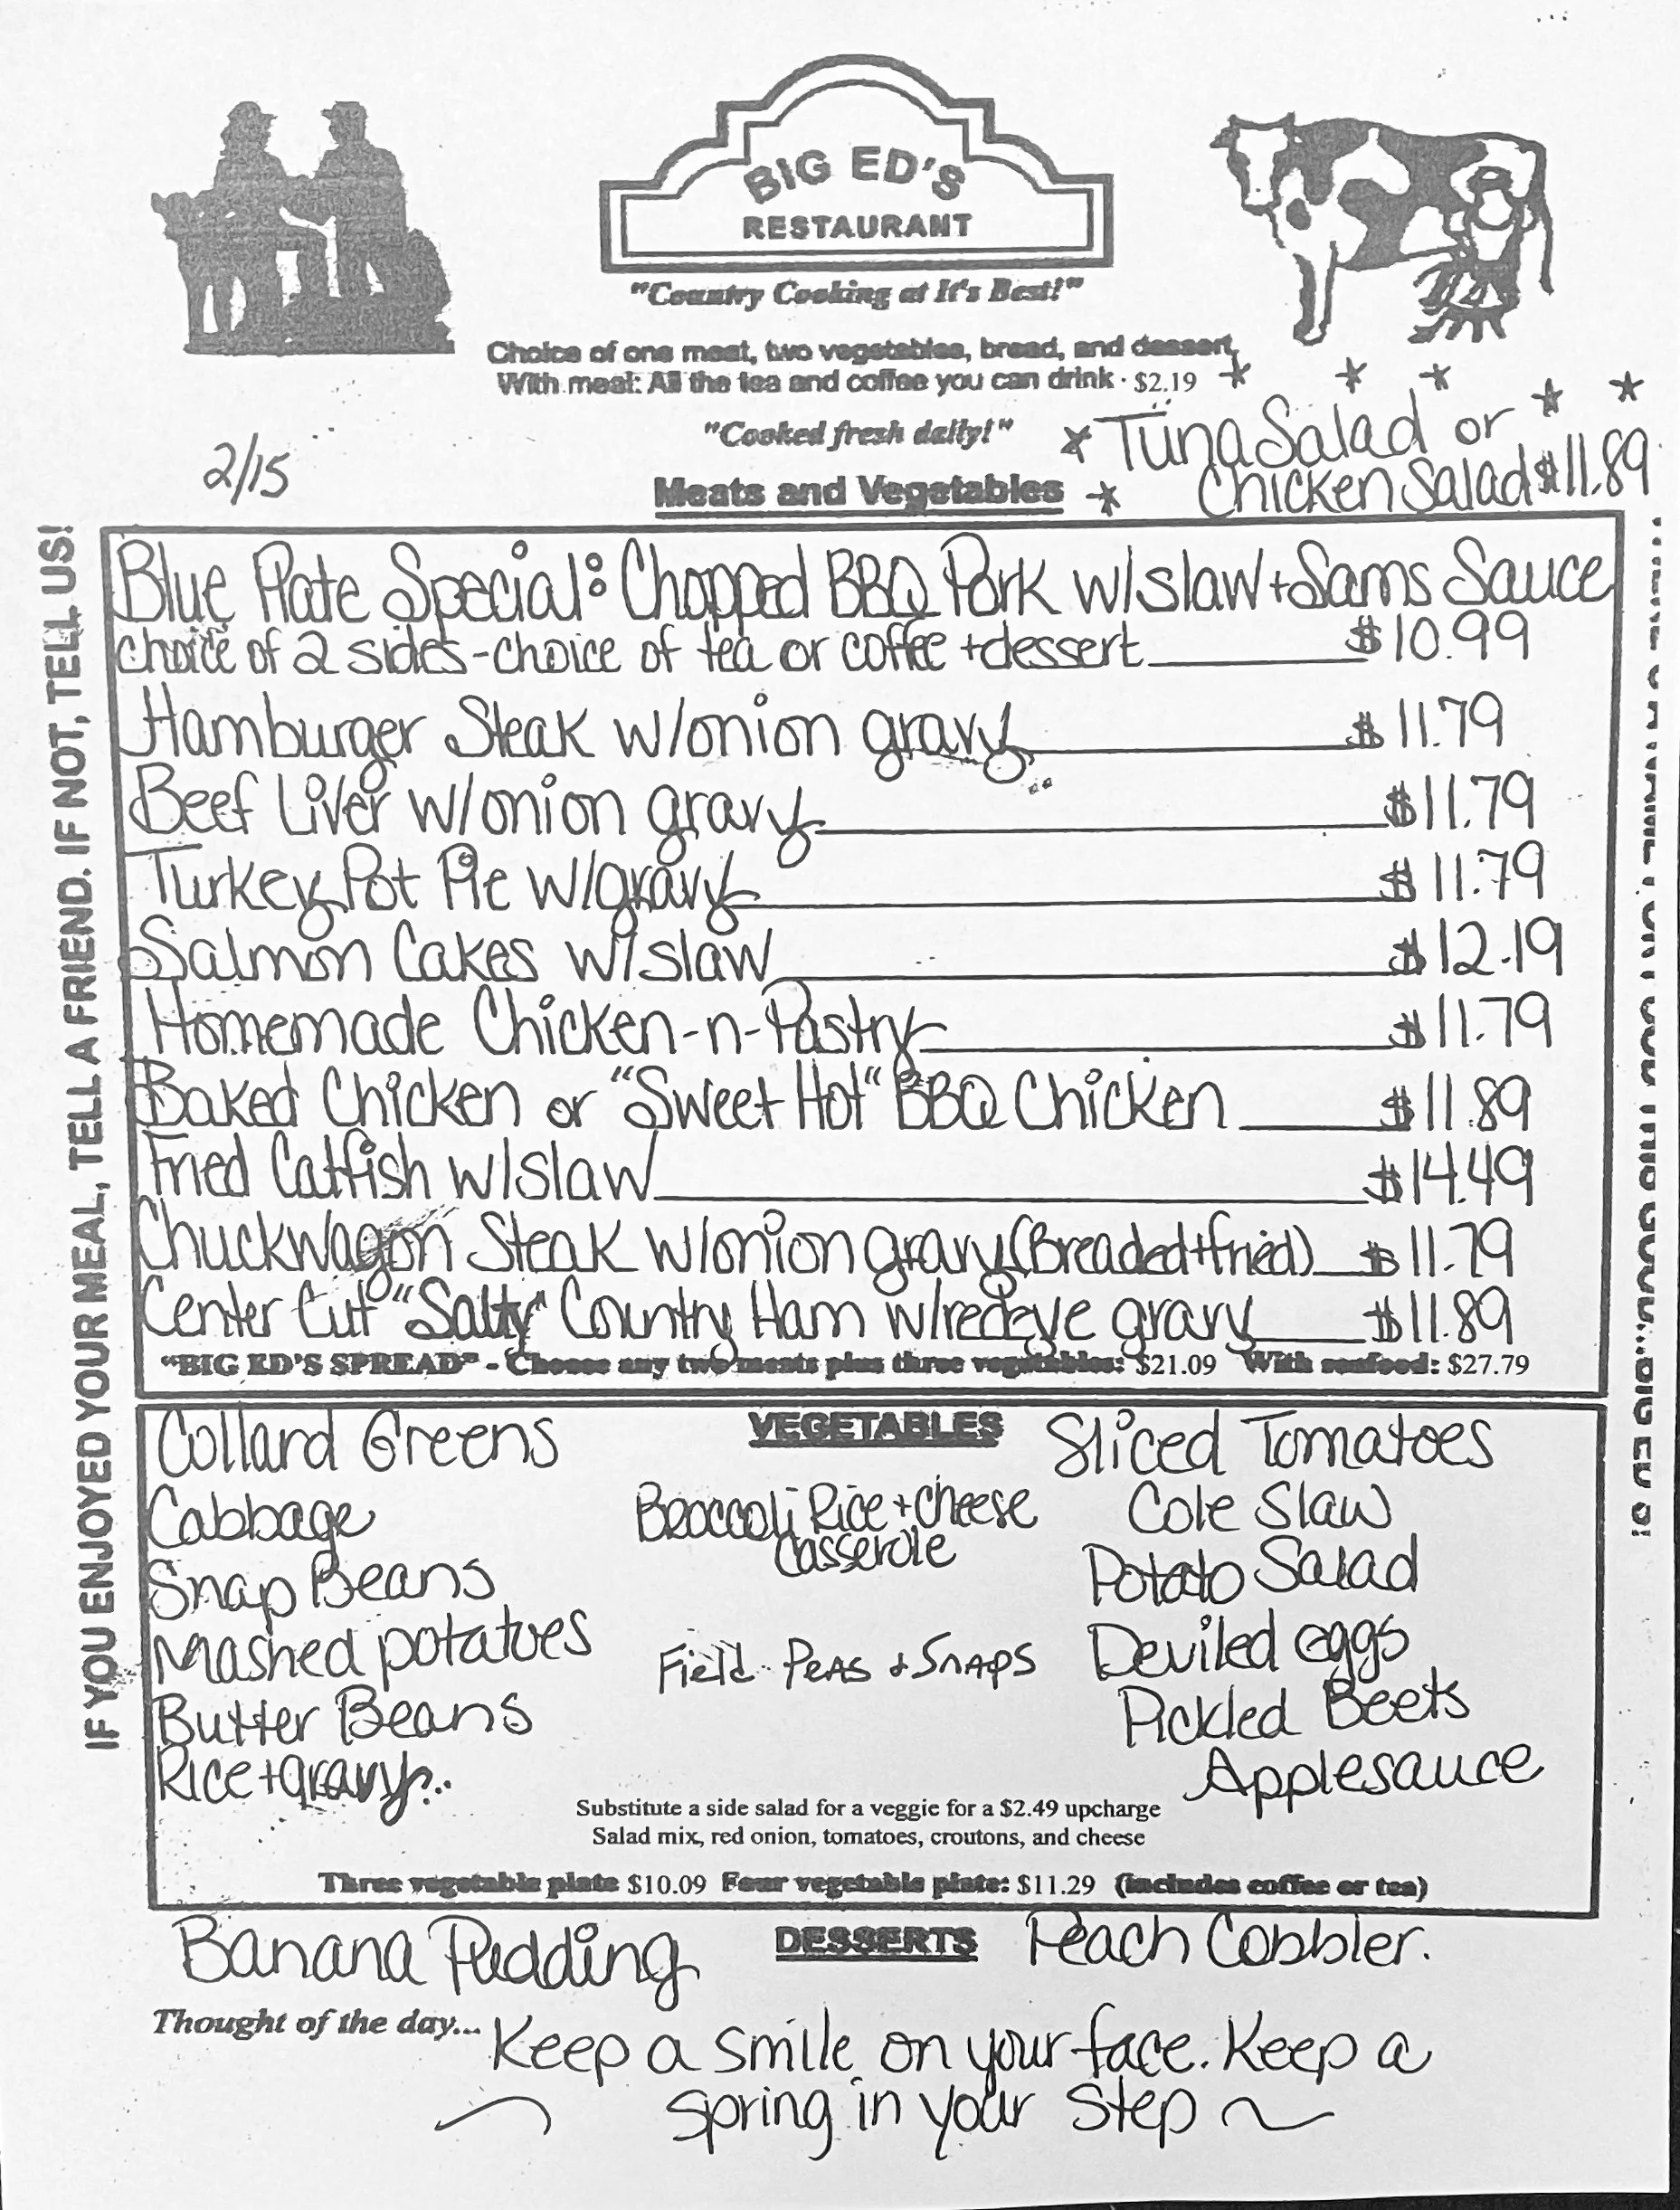 BIG ED'S
RESTAURANT
"Country Cooking at It's Best!"
Choice of one meat, two vegetables, bread, and dessert
With meal: All the tea and coffee you can drink · $2.19
"Cooked fresh daily!"
Tuna Salad or
Chicken Salad $11.89
2/15
Meats and Vegetables
IF YOU ENJOYED YOUR MEAL, TELL A FRIEND. IF NOT, TELL US!
Blue Plate Special: Chopped BBQ Pork w/slaw + Sams Sauce
choice of 2 sides - choice of tea or coffee + dessert $10.99
Hamburger Steak w/onion gravy $11.79
Beef Liver w/onion gravy $11.79
Turkey Pot Pie w/gravy $11.79
Salmon Cakes w/slaw $12.19
Homemade Chicken-n-Pastry $11.79
Baked Chicken or "Sweet Hot" BBQ Chicken $11.89
Fried Catfish w/slaw $14.49
Chuckwagon Steak w/onion gravy (Breaded + fried) $11.79
Center Cut "Salty" Country Ham w/redeye gravy $11.89
"BIG ED'S SPREAD" - Choose any two meats plus three vegetables: $21.09 With seafood: $27.79
VEGETABLES
Collard Greens
Cabbage
Snap Beans
Mashed potatoes
Butter Beans
Rice + gravy
Broccoli Rice + Cheese
Casserole
Field Peas + Snaps
Sliced Tomatoes
Cole Slaw
Potato Salad
Deviled eggs
Pickled Beets
Applesauce
Substitute a side salad for a veggie for a $2.49 upcharge
Salad mix, red onion, tomatoes, croutons, and cheese
Three vegetable plate $10.09 Four vegetable plate: $11.29 (includes coffee or tea)
DESSERTS
Banana Pudding
Peach Cobbler.
Thought of the day... Keep a smile on your face. Keep a
spring in your step